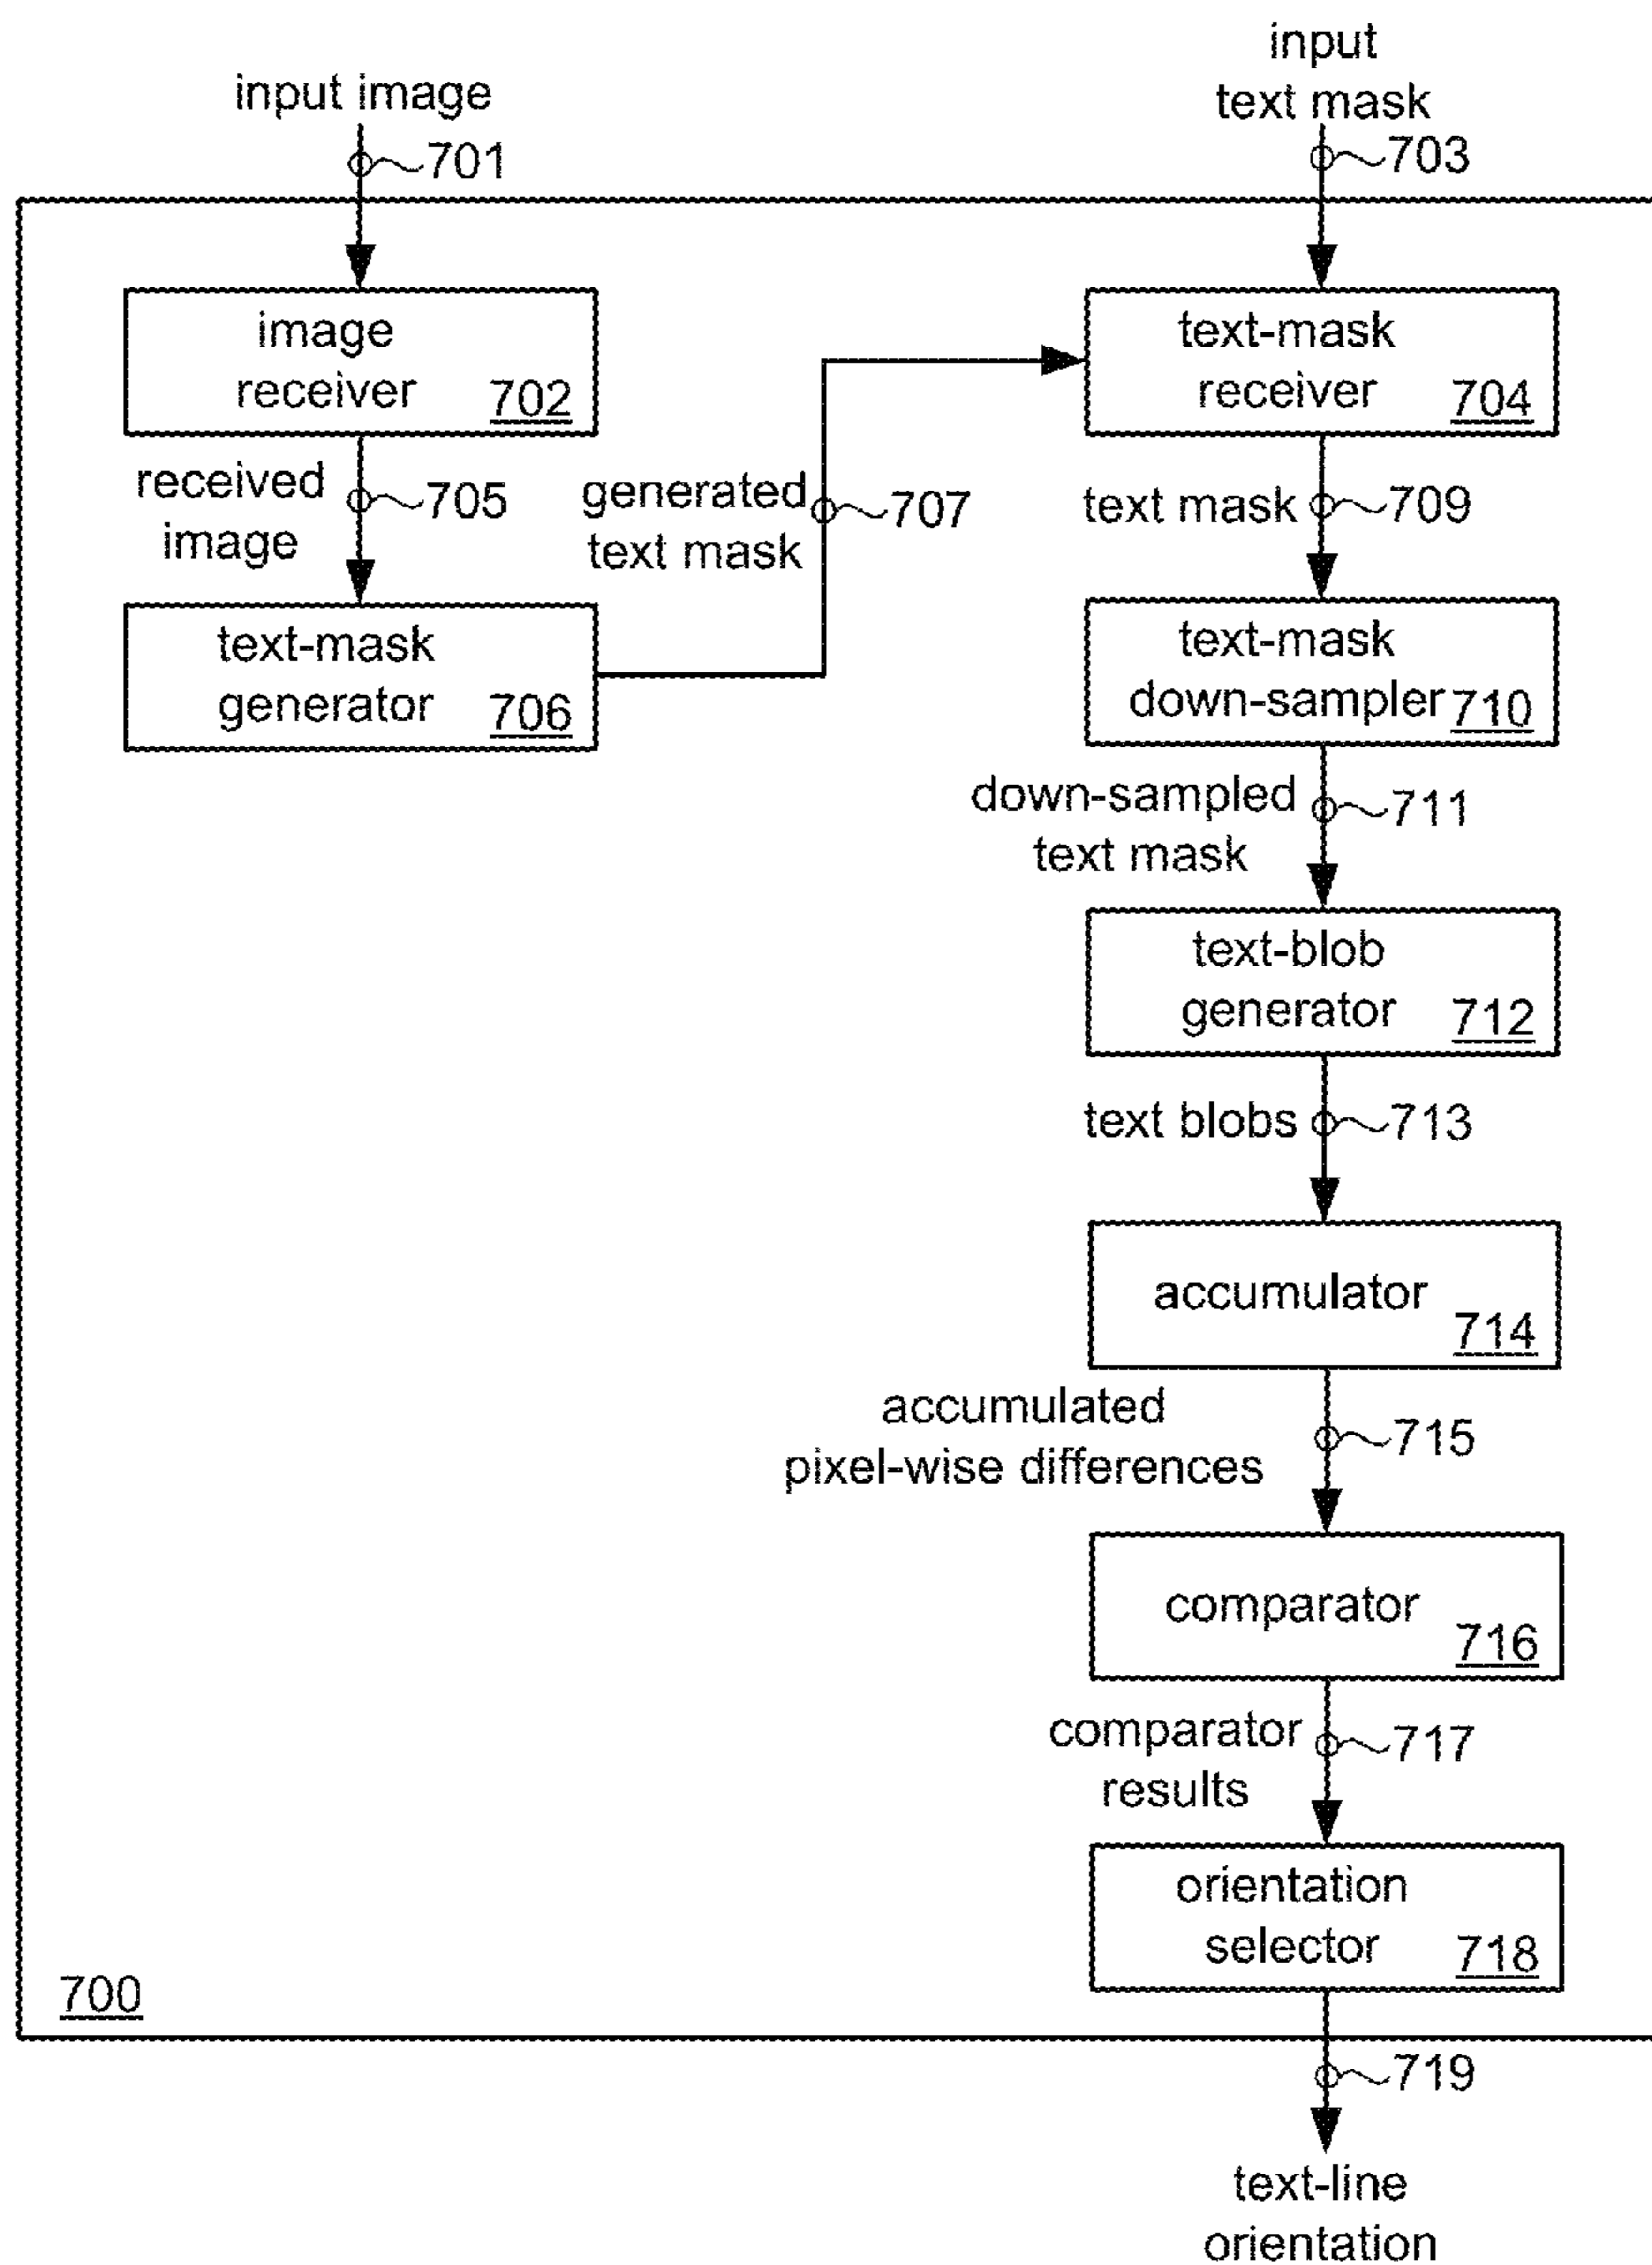 input image
701
input
text mask
703
image
receiver 702
text-mask
receiver 704
received
image
705
generated
text mask
707
text mask 709
text-mask
generator 706
text-mask
down-sampler 710
down-sampled
text mask
711
text-blob
generator 712
text blobs 713
accumulator
714
accumulated
pixel-wise differences
715
comparator
716
comparator
results
717
orientation
selector 718
700
719
text-line
orientation